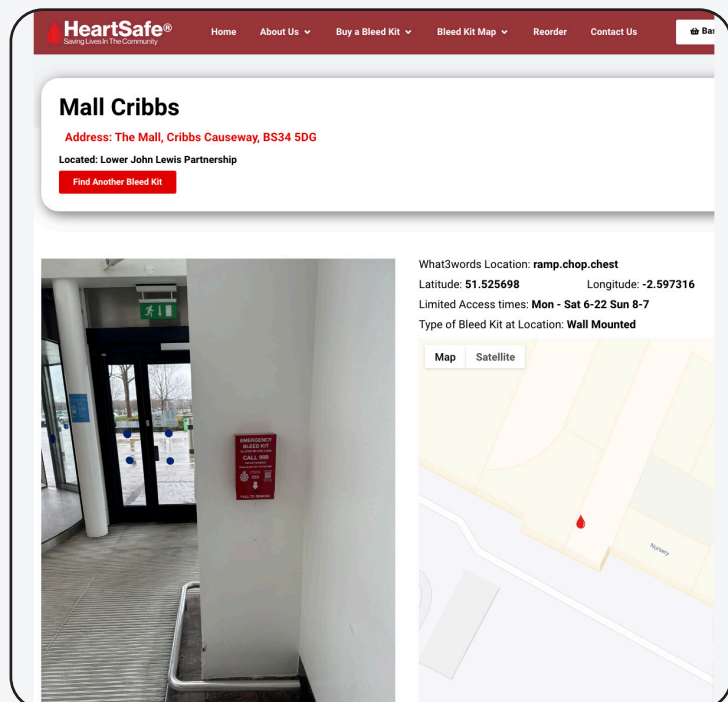 HeartSafe®
Saving Lives In The Community
Home About Us Buy a Bleed Kit Bleed Kit Map Reorder Contact Us
Mall Cribbs
Address: The Mall, Cribbs Causeway, BS34 5DG
Located: Lower John Lewis Partnership
Find Another Bleed Kit
What3words Location: ramp.chop.chest
Latitude: 51.525698 Longitude: -2.597316
Limited Access times: Mon - Sat 6-22 Sun 8-7
Type of Bleed Kit at Location: Wall Mounted
Map Satellite
EMERGENCY
BLEED KIT
CALL 999
PULL TO REMOVE
Nursery